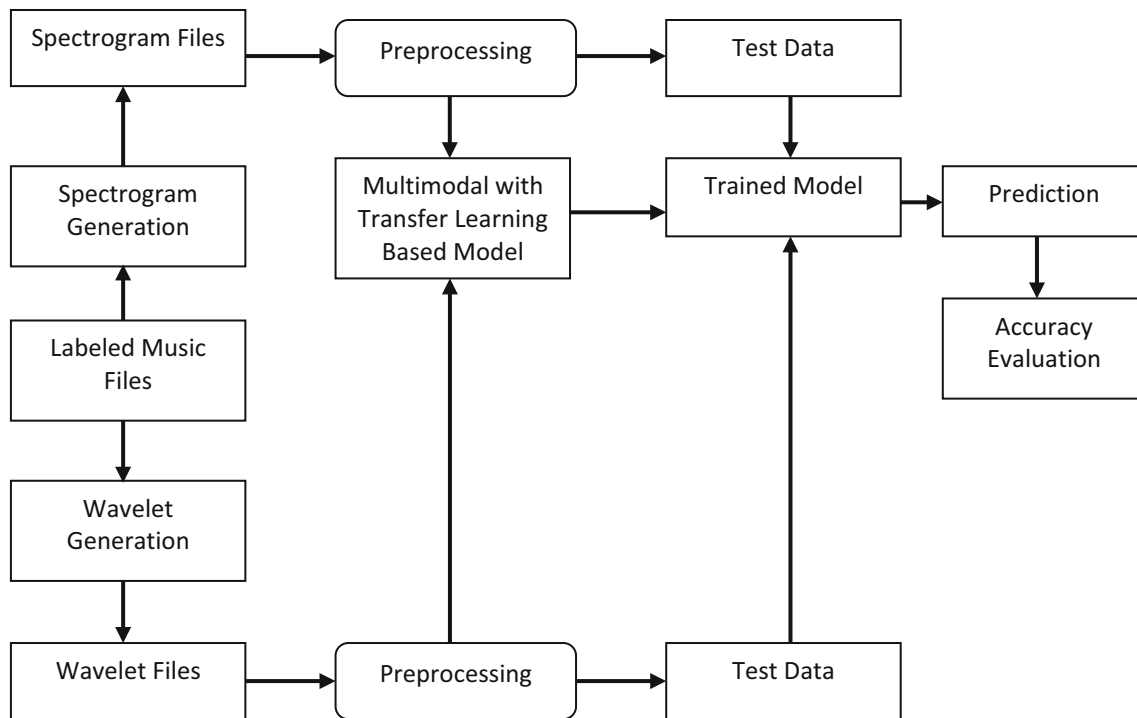 Spectrogram Files
Preprocessing
Test Data
Spectrogram
Generation
Multimodal with
Transfer Learning
Based Model
Trained Model
Prediction
Labeled Music
Files
Accuracy
Evaluation
Wavelet
Generation
Wavelet Files
Preprocessing
Test Data